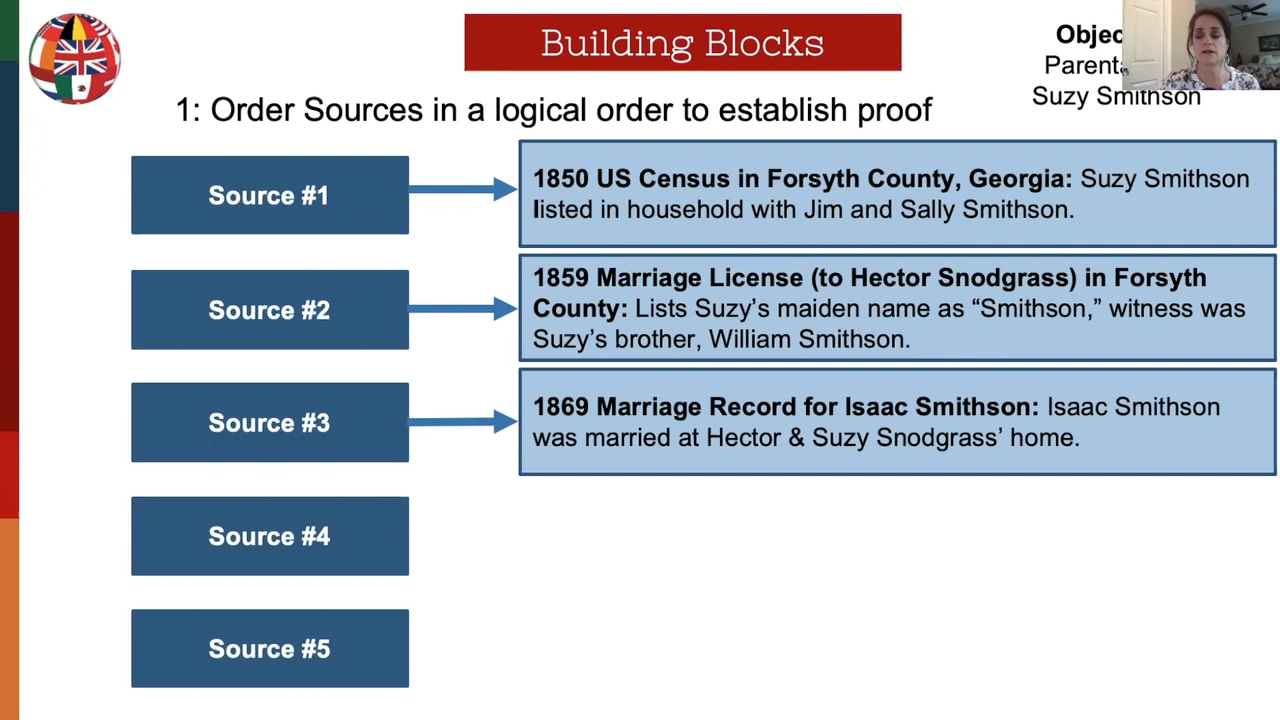 Building Blocks
Parent
Suzy Smithson
1: Order Sources in a logical order to establish proof
Source #1
1850 US Census in Forsyth County, Georgia: Suzy Smithson
listed in household with Jim and Sally Smithson.
Source #2
1859 Marriage License (to Hector Snodgrass) in Forsyth
County: Lists Suzy’s maiden name as “Smithson,” witness was
Suzy’s brother, William Smithson.
Source #3
1869 Marriage Record for Isaac Smithson: Isaac Smithson
was married at Hector & Suzy Snodgrass’ home.
Source #4
Source #5